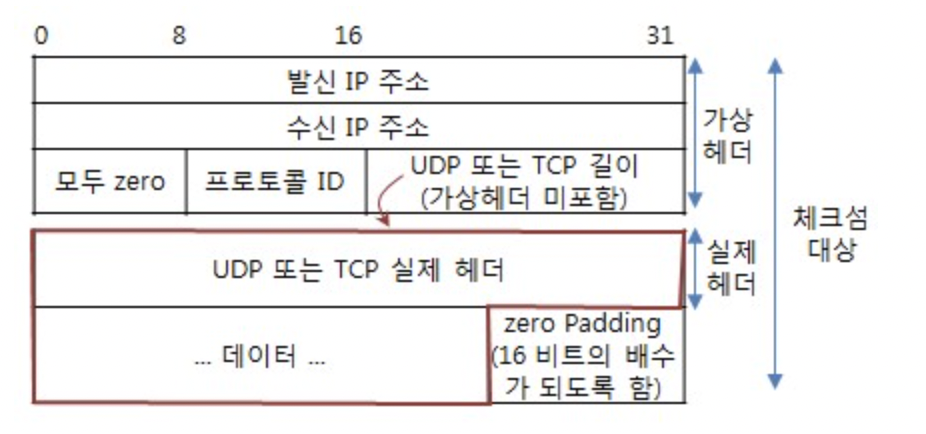 0 8 16 31
발신 IP 주소
수신 IP 주소
모두 zero
프로토콜 ID
UDP 또는 TCP 길이
(가상헤더 미포함)
가상
헤더
UDP 또는 TCP 실제 헤더
실제
헤더
체크섬
대상
... 데이터 ...
zero Padding
(16 비트의 배수
가 되도록 함)